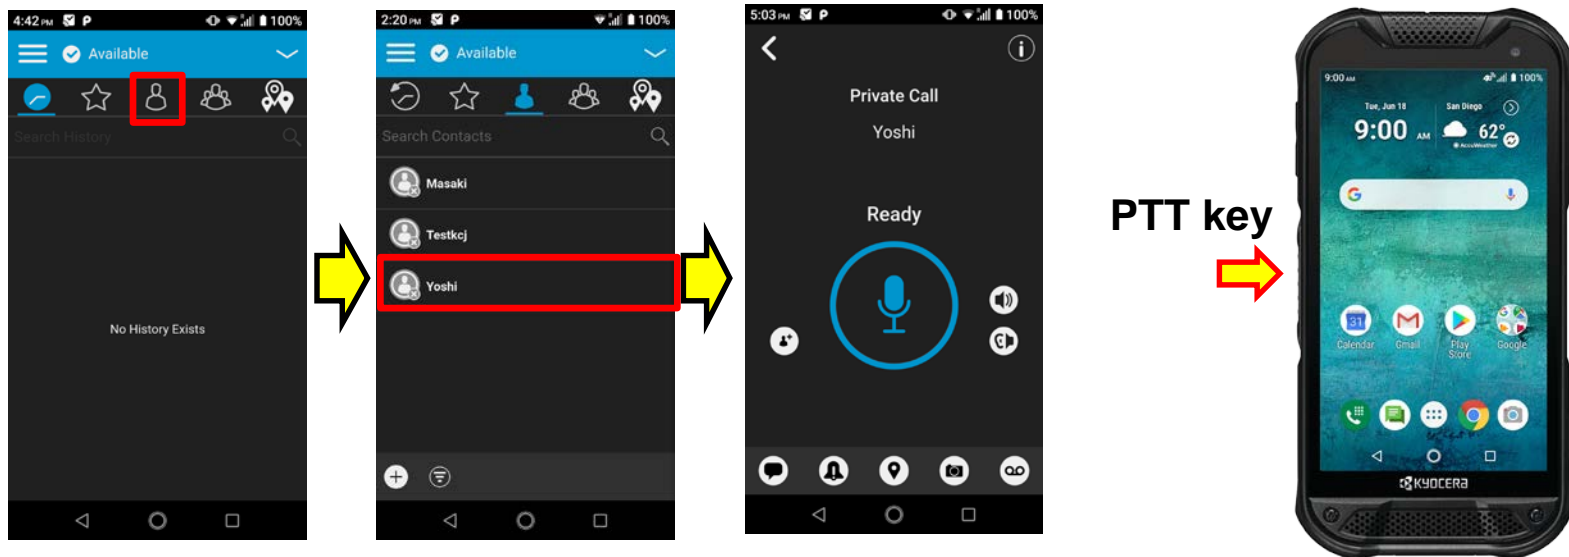 4:42 PM P 100%
Available
Search History
No History Exists
2:20 PM P 100%
Available
Search Contacts
Masaki
Testkcj
Yoshi
5:03 PM P 100%
Private Call
Yoshi
Ready
PTT key
9:00 AM 100%
Tue, Jun 18 San Diego
9:00 AM 62°
AccuWeather
G
31
Calendar Gmail Play Store Google
KYOCERA